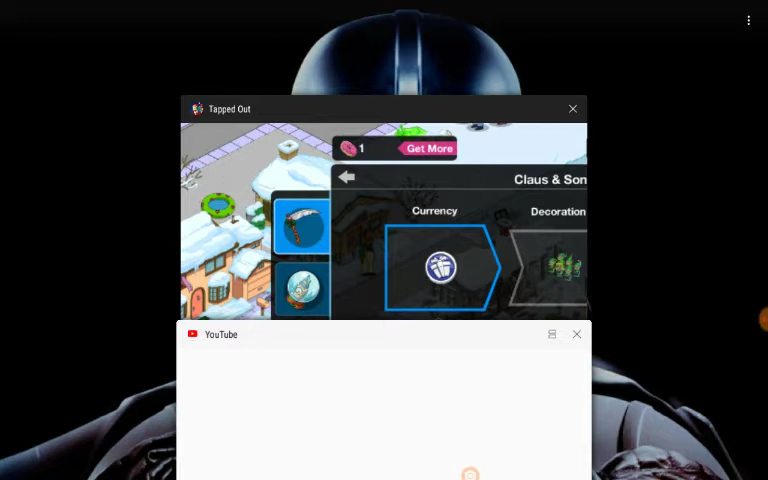 Tapped Out
1
Get More
Claus & Son
Currency
Decoration
YouTube